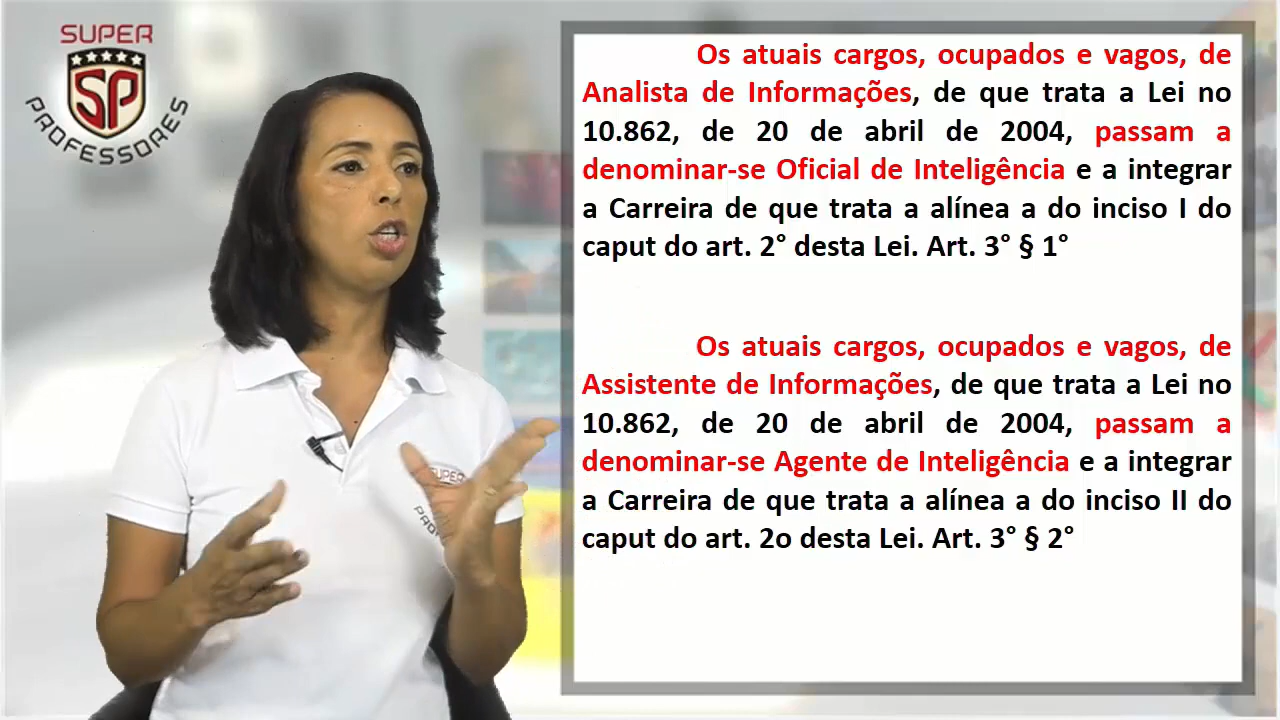 SUPER
SP
PROFESSORES
Os atuais cargos, ocupados e vagos, de
Analista de Informações, de que trata a Lei no
10.862, de 20 de abril de 2004, passam a
denominar-se Oficial de Inteligência e a integrar
a Carreira de que trata a alínea a do inciso I do
caput do art. 2° desta Lei. Art. 3° § 1°
Os atuais cargos, ocupados e vagos, de
Assistente de Informações, de que trata a Lei no
10.862, de 20 de abril de 2004, passam a
denominar-se Agente de Inteligência e a integrar
a Carreira de que trata a alínea a do inciso II do
caput do art. 2o desta Lei. Art. 3° § 2°
SUPER